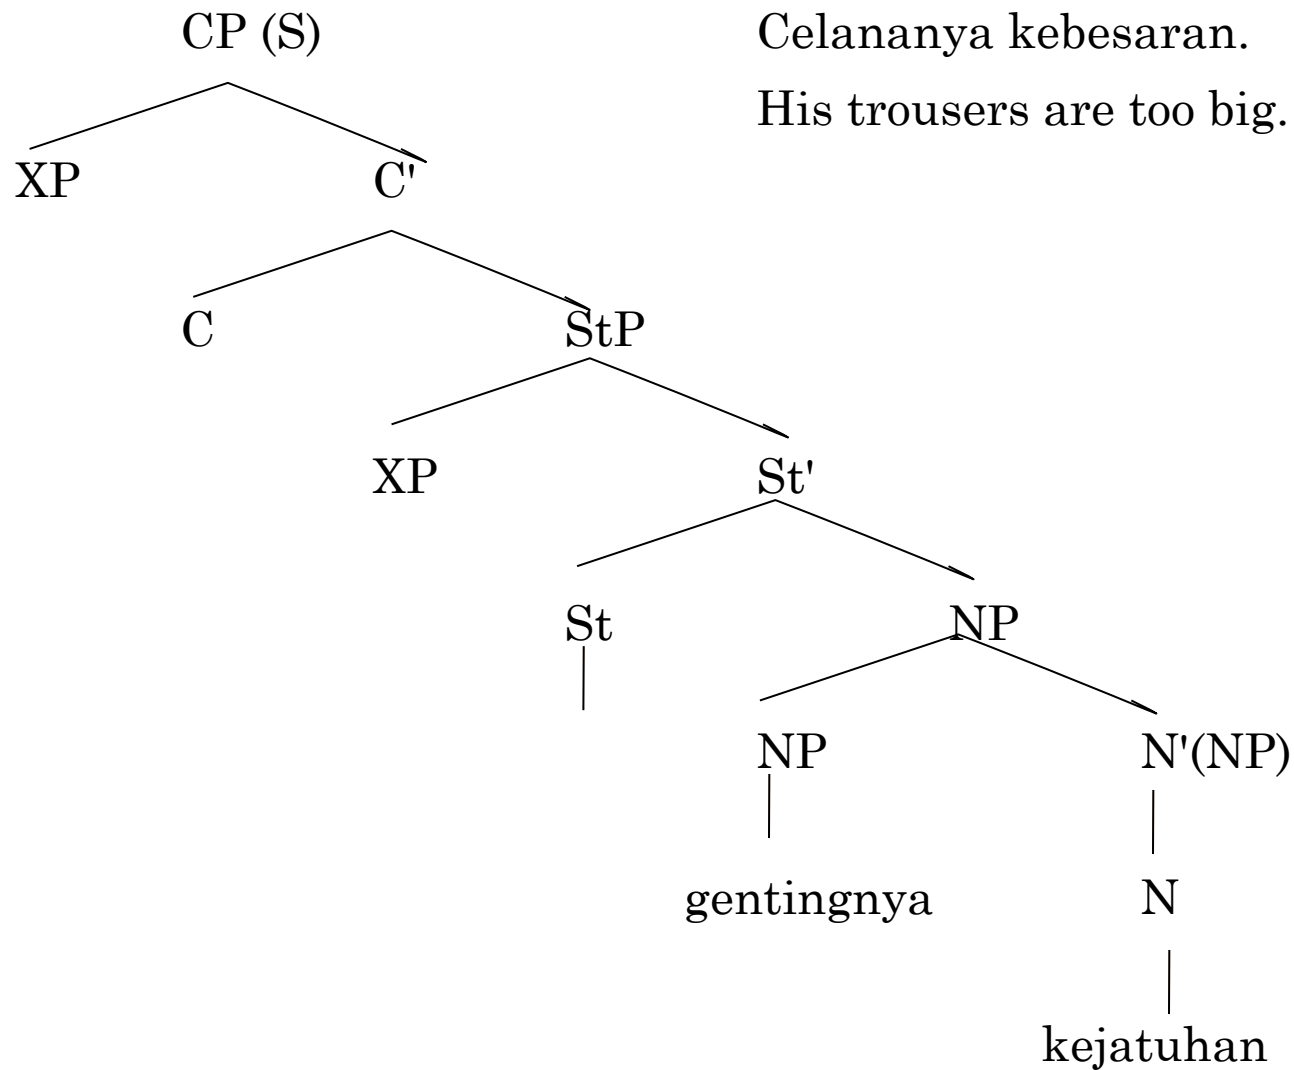 CP (S)
Celananya kebesaran.
His trousers are too big.
XP
C'
C
StP
XP
St'
St
NP
NP
N'(NP)
gentingnya
N
kejatuhan